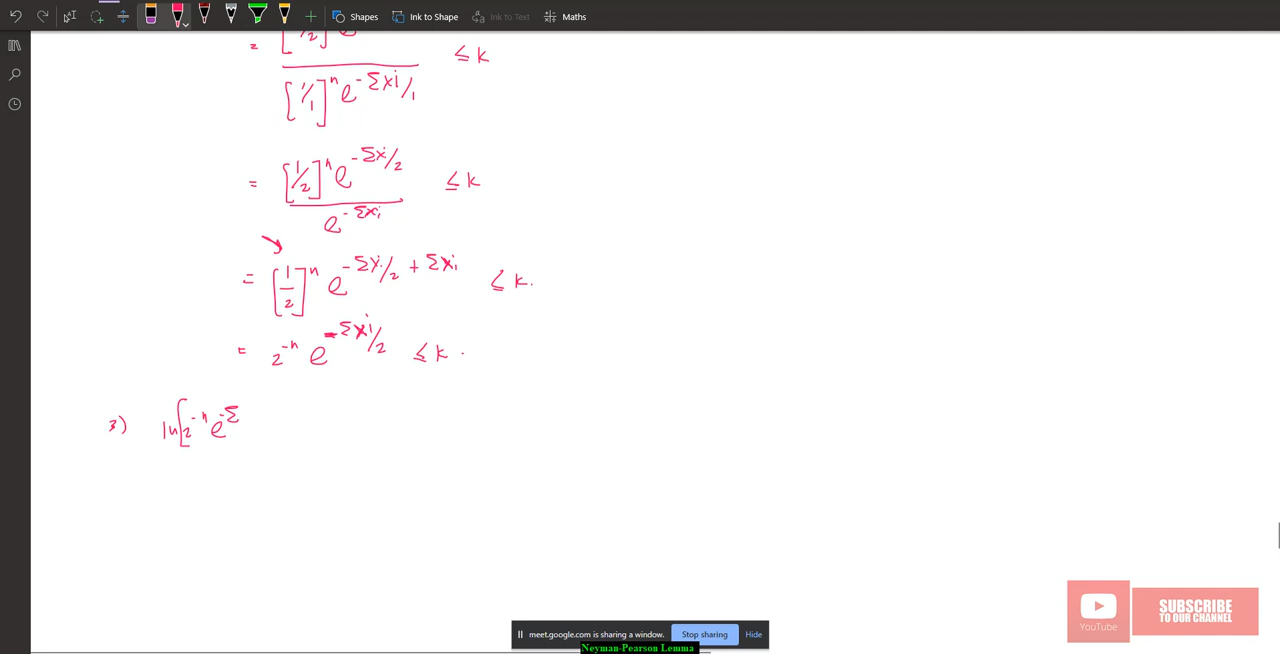 Shapes Ink to Shape Ink to Text Maths
= [1/2] e ≤ k
[1/1]^n e^{-Σxi/1}
= [1/2]^n e^{-Σxi/2} ≤ k
e^{-Σxi}
= [1/2]^n e^{-Σxi/2 + Σxi} ≤ k.
= 2^{-n} e^{-Σxi/2} ≤ k.
3) ln[2^{-n} e^{-Σ}
YouTube
SUBSCRIBE
TO OUR CHANNEL
meet.google.com is sharing a window. Stop sharing Hide
Neyman-Pearson Lemma